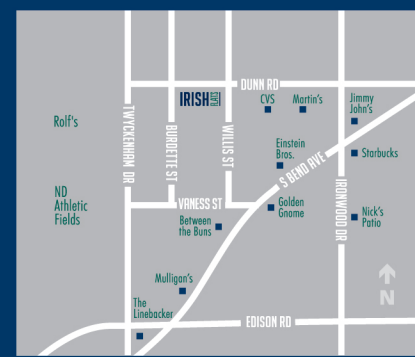 DUNN RD
IRISH FLATS
CVS
Martin's
Jimmy
John's
Rolf's
TWYCKENHAM DR
BURDETTE ST
WILLIS ST
Einstein
Bros.
Starbucks
S BEND AVE
IRONWOOD DR
ND
Athletic
Fields
VANESS ST
Golden
Gnome
Between
the Buns
Nick's
Patio
Mulligan's
N
The
Linebacker
EDISON RD